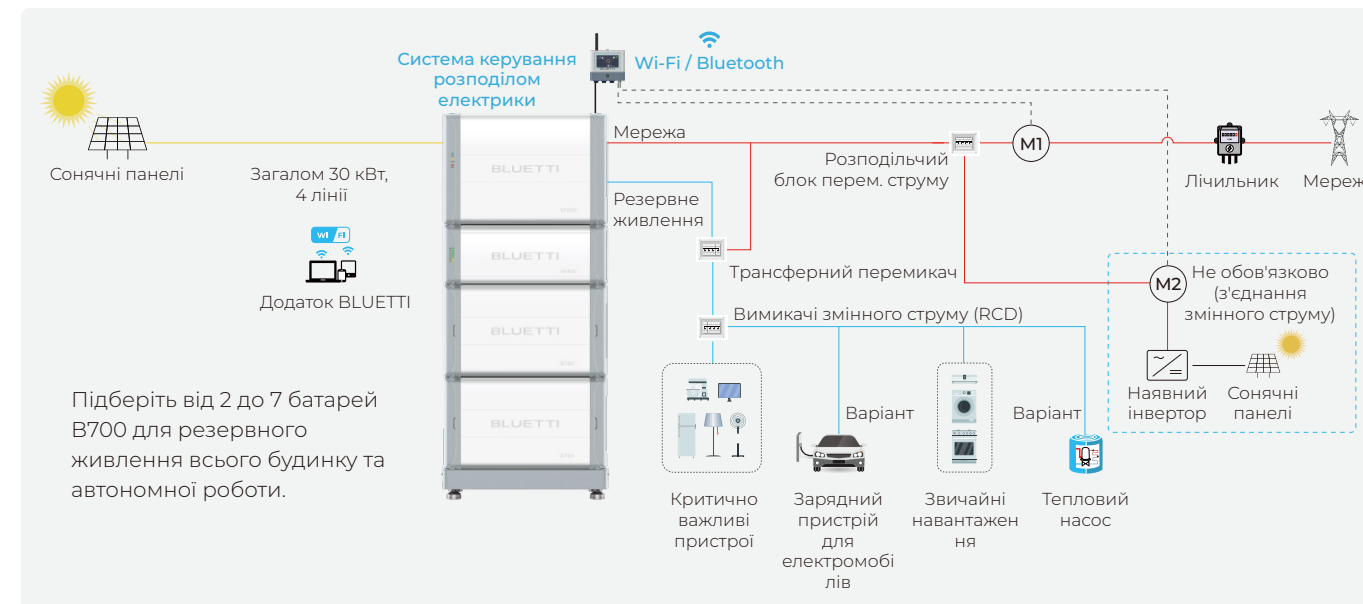 Система керування
розподілом
електрики
Wi-Fi / Bluetooth
Сонячні панелі
Загалом 30 кВт,
4 лінії
WI FI
Додаток BLUETTI
Підберіть від 2 до 7 батарей
B700 для резервного
живлення всього будинку та
автономної роботи.
BLUETTI
BLUETTI
BLUETTI
BLUETTI
Мережа
Резервне
живлення
Розподільчий
блок перем. струму
M1
Лічильник
Мереж
Трансферний перемикач
M2
Не обов'язково
(з'єднання
змінного струму)
Наявний
інвертор
Сонячні
панелі
Вимикачі змінного струму (RCD)
Варіант
Варіант
Критично
важливі
пристрої
Зарядний
пристрій
для
електромобі
лів
Звичайні
навантажен
ня
Тепловий
насос